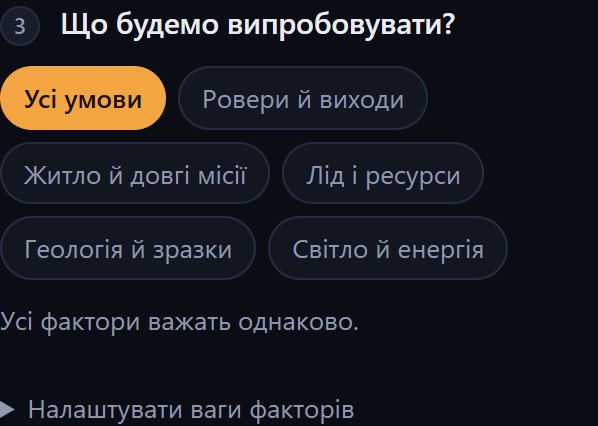 3 Що будемо випробовувати?
Усі умови Ровери й виходи
Житло й довгі місії Лід і ресурси
Геологія й зразки Світло й енергія
Усі фактори важать однаково.
Налаштувати ваги факторів